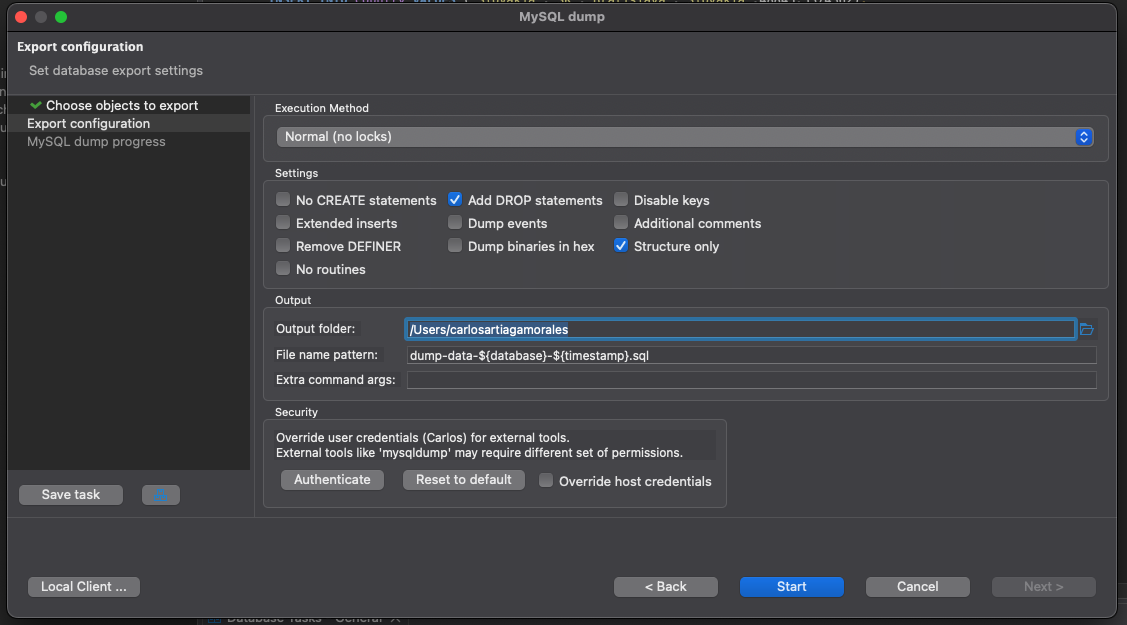 MySQL dump
Export configuration
Set database export settings
Choose objects to export
Export configuration
MySQL dump progress
Execution Method
Normal (no locks)
Settings
No CREATE statements
Add DROP statements
Disable keys
Extended inserts
Dump events
Additional comments
Remove DEFINER
Dump binaries in hex
Structure only
No routines
Output
Output folder:
/Users/carlosartiagamorales
File name pattern:
dump-data-${database}-${timestamp}.sql
Extra command args:
Security
Override user credentials (Carlos) for external tools.
External tools like 'mysqldump' may require different set of permissions.
Authenticate
Reset to default
Override host credentials
Save task
Local Client ...
< Back
Start
Cancel
Next >
Database Tasks - General